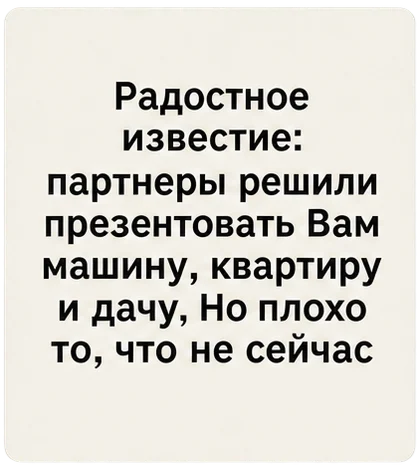 Радостное
известие:
партнеры решили
презентовать Вам
машину, квартиру
и дачу, Но плохо
то, что не сейчас